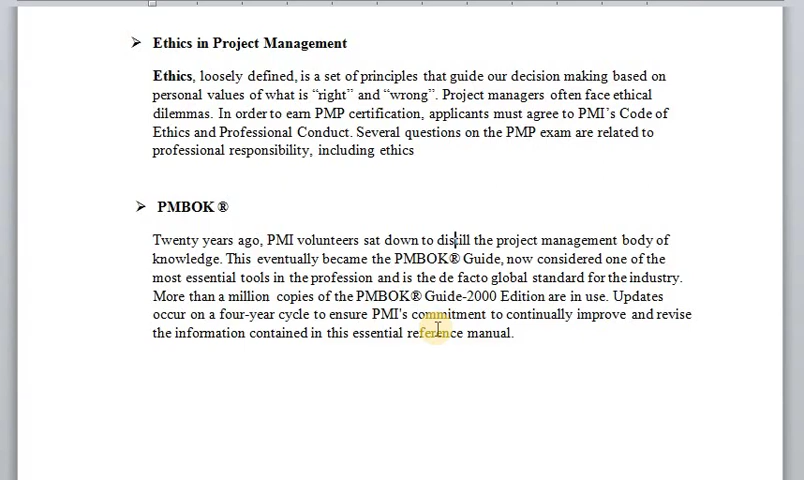 ➢ Ethics in Project Management
Ethics, loosely defined, is a set of principles that guide our decision making based on
personal values of what is “right” and “wrong”. Project managers often face ethical
dilemmas. In order to earn PMP certification, applicants must agree to PMI’s Code of
Ethics and Professional Conduct. Several questions on the PMP exam are related to
professional responsibility, including ethics
➢ PMBOK ®
Twenty years ago, PMI volunteers sat down to distill the project management body of
knowledge. This eventually became the PMBOK® Guide, now considered one of the
most essential tools in the profession and is the de facto global standard for the industry.
More than a million copies of the PMBOK® Guide-2000 Edition are in use. Updates
occur on a four-year cycle to ensure PMI's commitment to continually improve and revise
the information contained in this essential reference manual.